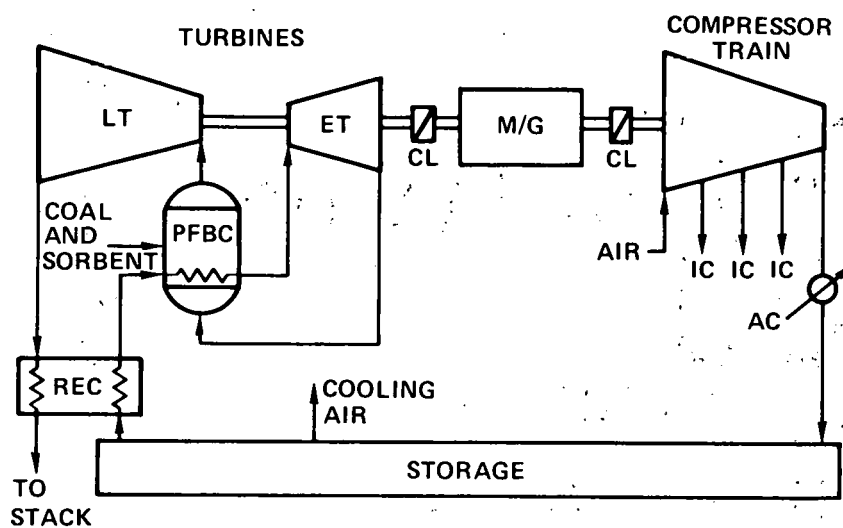 TURBINES
COMPRESSOR
TRAIN
LT
ET
CL
M/G
CL
COAL
AND
SORBENT
PFBC
AIR
IC IC IC
AC
REC
COOLING
AIR
STORAGE
TO
STACK